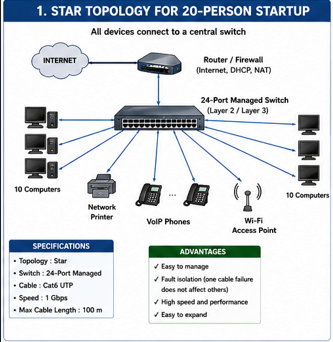 1. STAR TOPOLOGY FOR 20-PERSON STARTUP
All devices connect to a central switch
INTERNET
Router / Firewall
(Internet, DHCP, NAT)
24-Port Managed Switch
(Layer 2 / Layer 3)
10 Computers
Network
Printer
...
VoIP Phones
Wi-Fi
Access Point
10 Computers
SPECIFICATIONS
• Topology : Star
• Switch : 24-Port Managed
• Cable : Cat6 UTP
• Speed : 1 Gbps
• Max Cable Length : 100 m
ADVANTAGES
✓ Easy to manage
✓ Fault isolation (one cable failure
does not affect others)
✓ High speed and performance
✓ Easy to expand